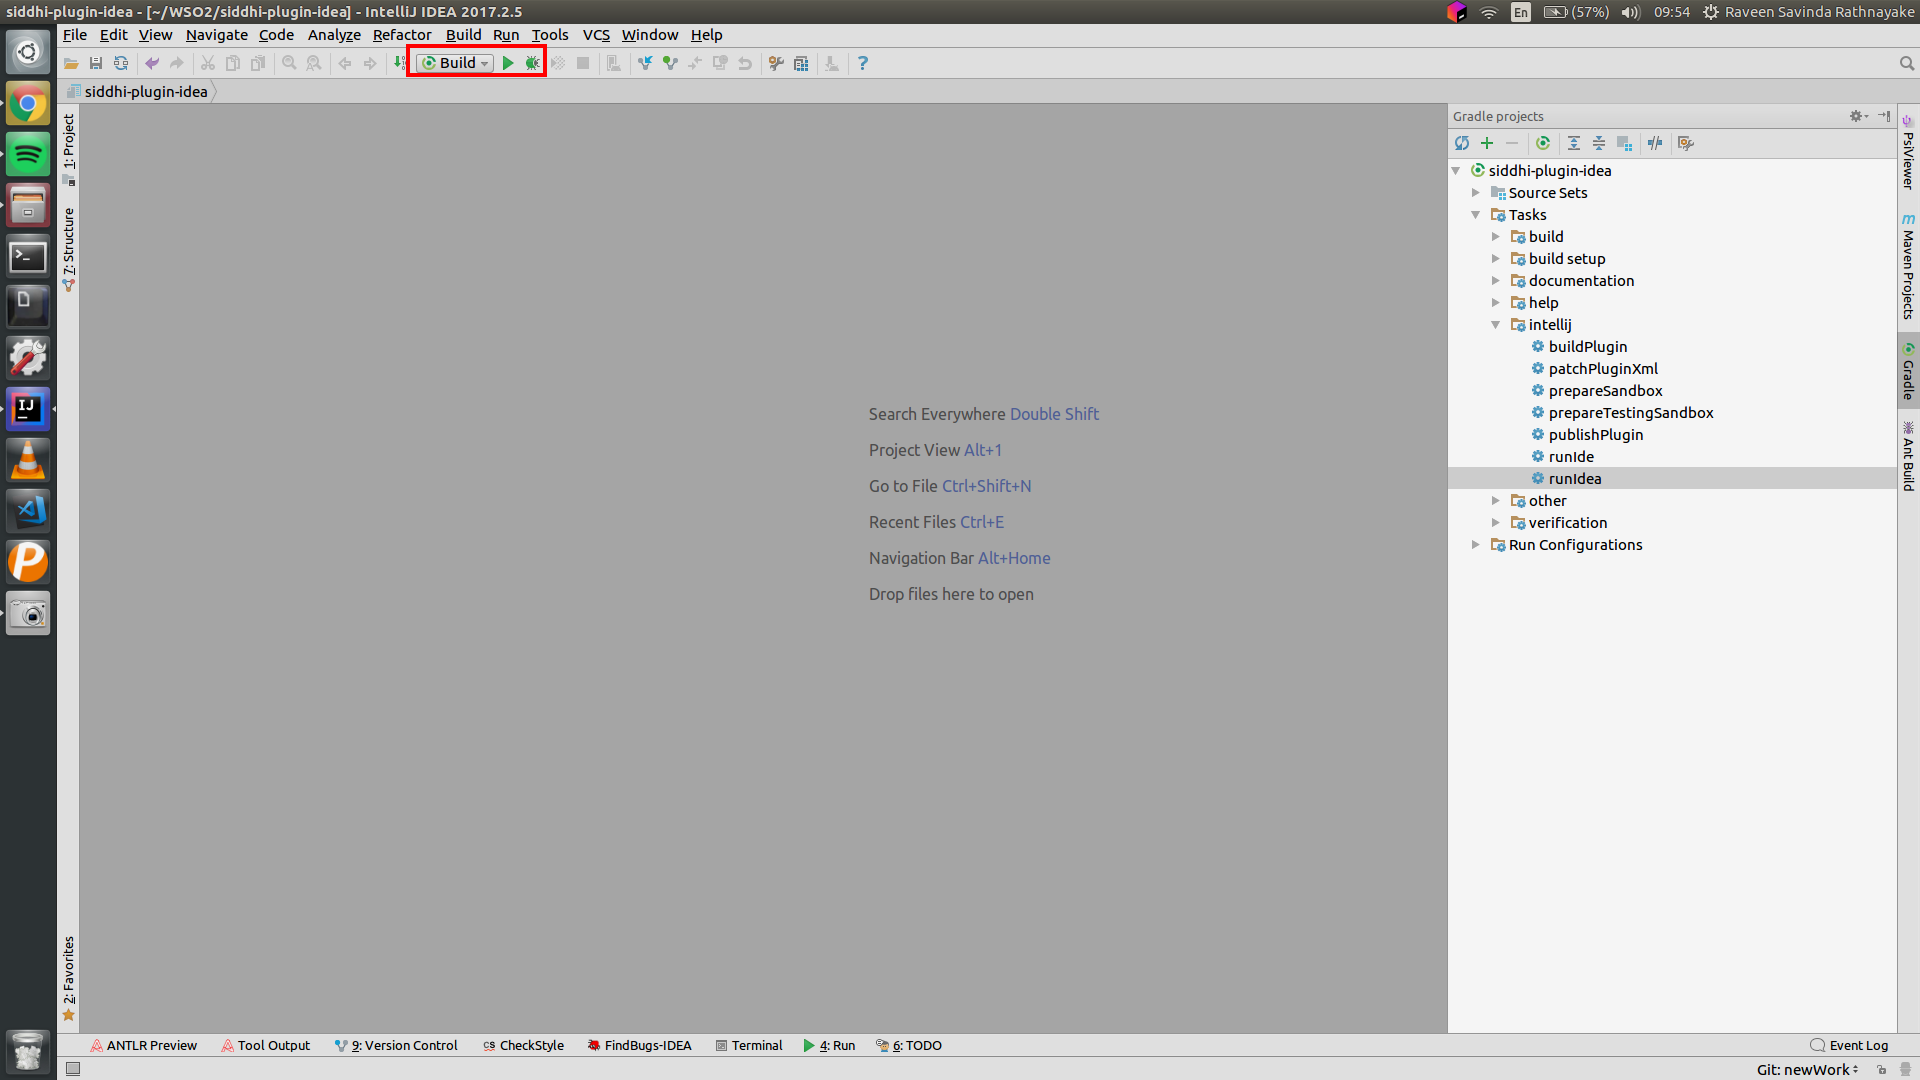 siddhi-plugin-idea - [~/WSO2/siddhi-plugin-idea] - IntelliJ IDEA 2017.2.5
En (57%) 09:54 Raveen Savinda Rathnayake
File Edit View Navigate Code Analyze Refactor Build Run Tools VCS Window Help
Build
siddhi-plugin-idea
1: Project
7: Structure
2: Favorites
Search Everywhere Double Shift
Project View Alt+1
Go to File Ctrl+Shift+N
Recent Files Ctrl+E
Navigation Bar Alt+Home
Drop files here to open
Gradle projects
siddhi-plugin-idea
Source Sets
Tasks
build
build setup
documentation
help
intellij
buildPlugin
patchPluginXml
prepareSandbox
prepareTestingSandbox
publishPlugin
runIde
runIdea
other
verification
Run Configurations
PsiViewer
Maven Projects
Gradle
Ant Build
ANTLR Preview Tool Output 9: Version Control CheckStyle FindBugs-IDEA Terminal 4: Run 6: TODO Event Log
Git: newWork